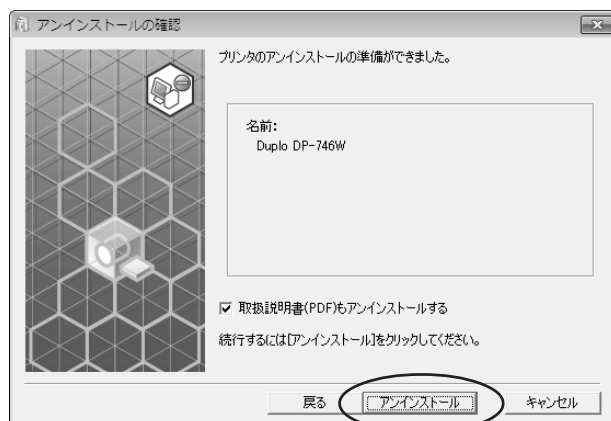 アンインストールの確認
プリンタのアンインストールの準備ができました。
名前:
Duplo DP-746W
取扱説明書(PDF)もアンインストールする
続行するには[アンインストール]をクリックしてください。
戻る
アンインストール
キャンセル